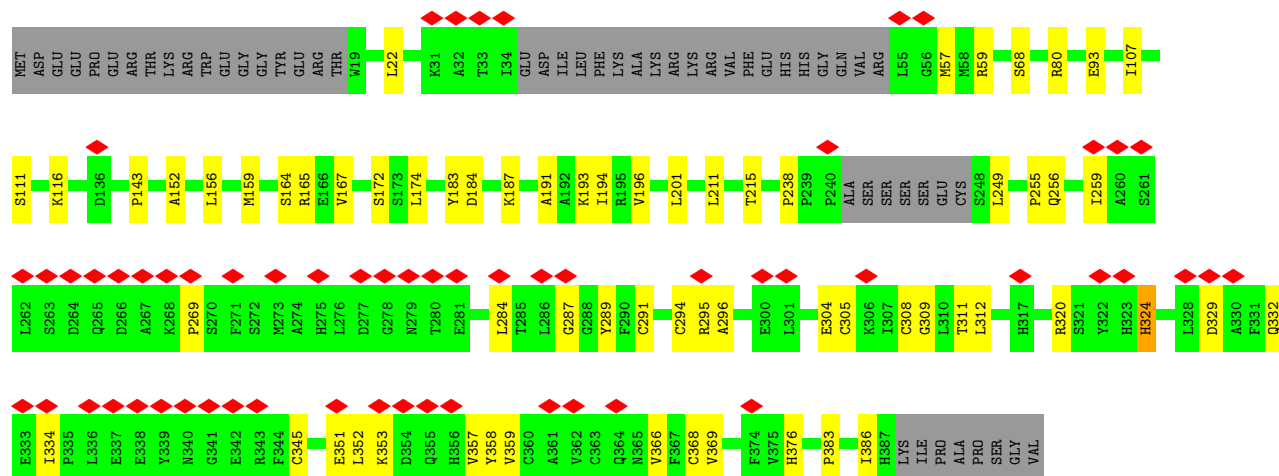 MET ASP GLU GLU PRO GLU ARG THR LYS ARG TRP GLU GLY GLY TYR GLU ARG THR W19 L22 K31 A32 T33 I34 GLU ASP ILE LEU PHE LYS ALA LYS ARG LYS ARG VAL PHE GLU HIS HIS GLY GLN VAL ARG L55 G56 M57 M58 R59 S68 R80 E93 I107
S111 K116 D136 P143 A152 L156 M159 S164 R165 E166 V167 S172 S173 L174 Y183 D184 K187 A191 A192 K193 I194 R195 V196 L201 L211 T215 P238 P239 P240 ALA SER SER SER SER GLU CYS S248 L249 P255 Q256 I259 A260 S261
L262 S263 D264 Q265 D266 A267 K268 P269 S270 F271 S272 M273 A274 H275 L276 D277 G278 N279 T280 E281 L284 T285 L286 G287 G288 Y289 F290 C291 C294 R295 A296 E300 L301 E304 C305 K306 I307 C308 G309 L310 T311 L312 H317 R320 S321 Y322 H323 H324 L328 D329 A330 F331 Q332
E333 I334 P335 L336 E337 E338 Y339 N340 G341 E342 R343 F344 C345 E351 L352 K353 D354 Q355 H356 V357 Y358 V359 C360 A361 V362 C363 Q364 N365 V366 F367 C368 V369 F374 V375 H376 P383 I386 H387 LYS ILE PRO ALA PRO SER GLY VAL